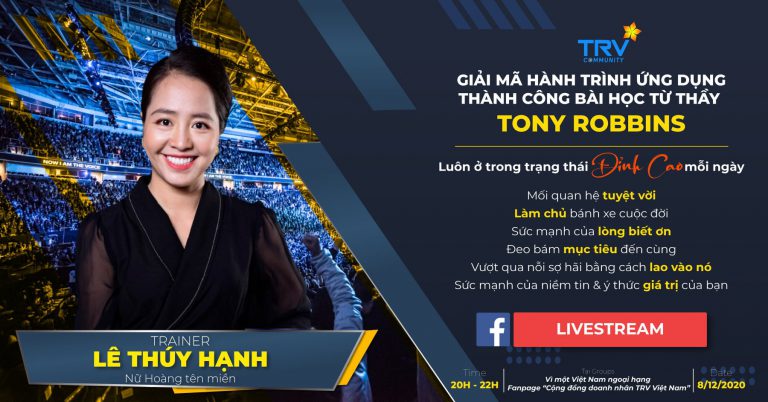 TRV
COMMUNITY
GIẢI MÃ HÀNH TRÌNH ỨNG DỤNG
THÀNH CÔNG BÀI HỌC TỪ THẦY
TONY ROBBINS
Luôn ở trong trạng thái Đỉnh Cao mỗi ngày
Mối quan hệ tuyệt vời
Làm chủ bánh xe cuộc đời
Sức mạnh của lòng biết ơn
Đeo bám mục tiêu đến cùng
Vượt qua nỗi sợ hãi bằng cách lao vào nó
Sức mạnh của niềm tin & ý thức giá trị của bạn
f LIVESTREAM
NOW I AM THE VOICE
TRAINER
LÊ THÚY HẠNH
Nữ Hoàng tên miền
Time
20H - 22H
Tại Groups
Vì một Việt Nam ngoại hạng
Fanpage "Cộng đồng doanh nhân TRV Việt Nam"
Date
8/12/2020